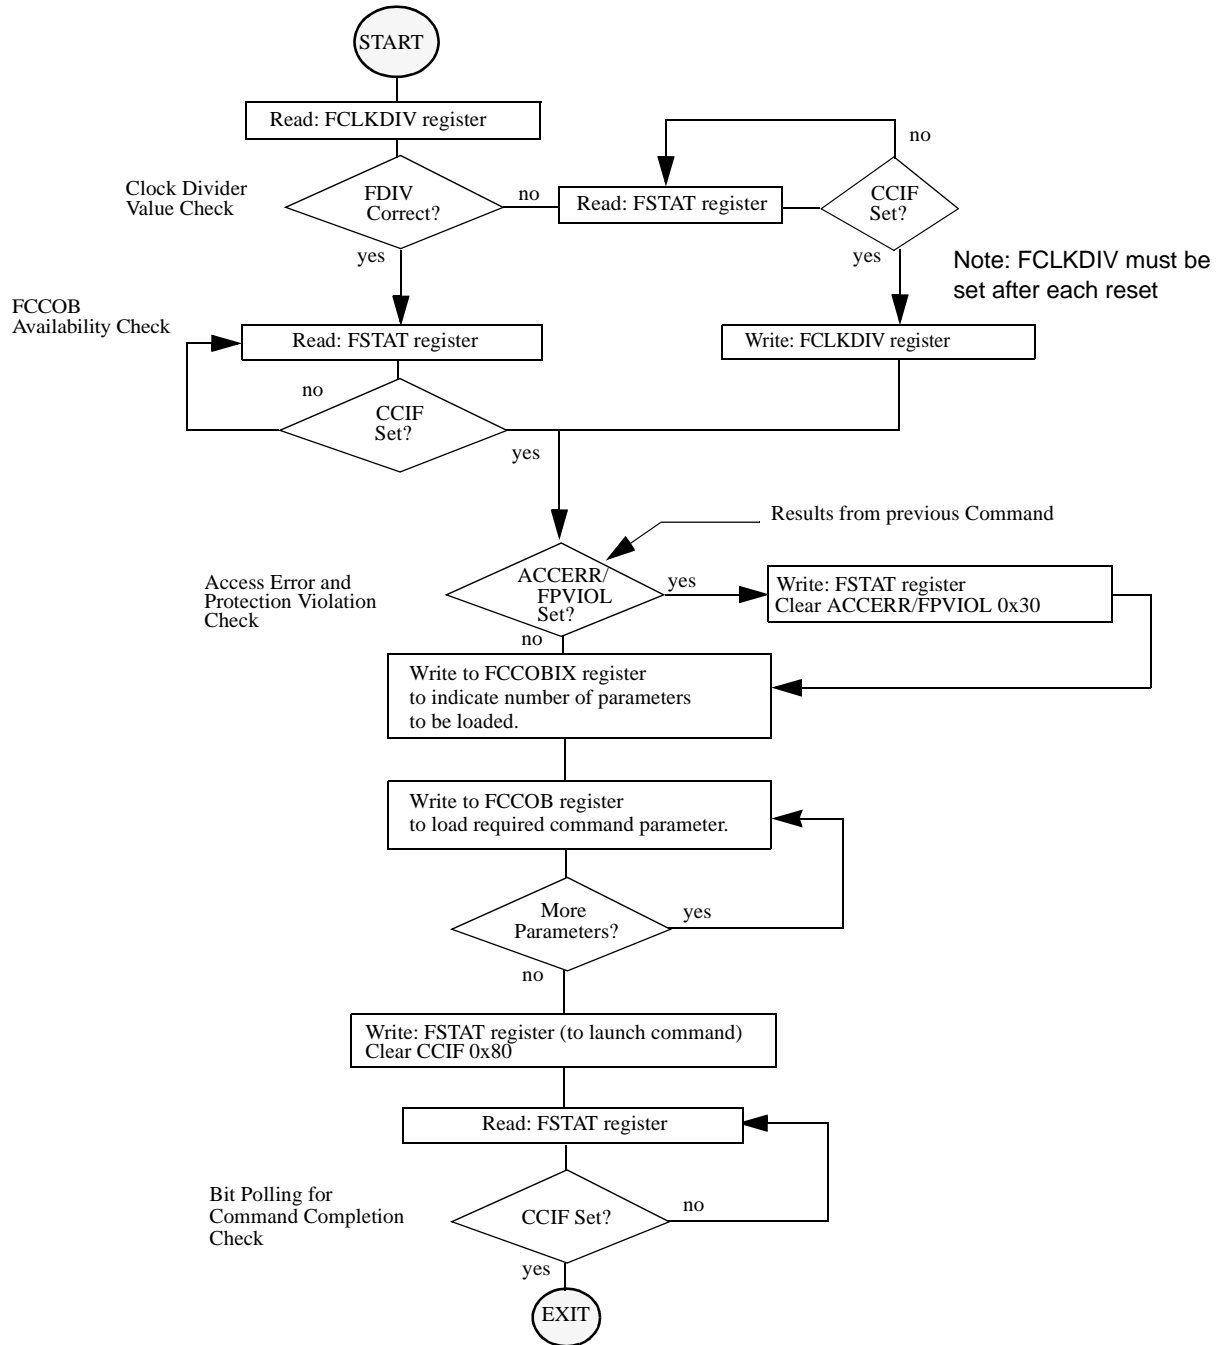 START
Read: FCLKDIV register
no
Clock Divider
Value Check
FDIV
Correct?
no
Read: FSTAT register
CCIF
Set?
yes
yes
Note: FCLKDIV must be
set after each reset
FCCOB
Availability Check
Read: FSTAT register
Write: FCLKDIV register
no
CCIF
Set?
yes
Results from previous Command
Access Error and
Protection Violation
Check
ACCERR/
FPVIOL
Set?
yes
Write: FSTAT register
Clear ACCERR/FPVIOL 0x30
no
Write to FCCOBIX register
to indicate number of parameters
to be loaded.
Write to FCCOB register
to load required command parameter.
More
Parameters?
yes
no
Write: FSTAT register (to launch command)
Clear CCIF 0x80
Read: FSTAT register
Bit Polling for
Command Completion
Check
CCIF Set?
no
yes
EXIT